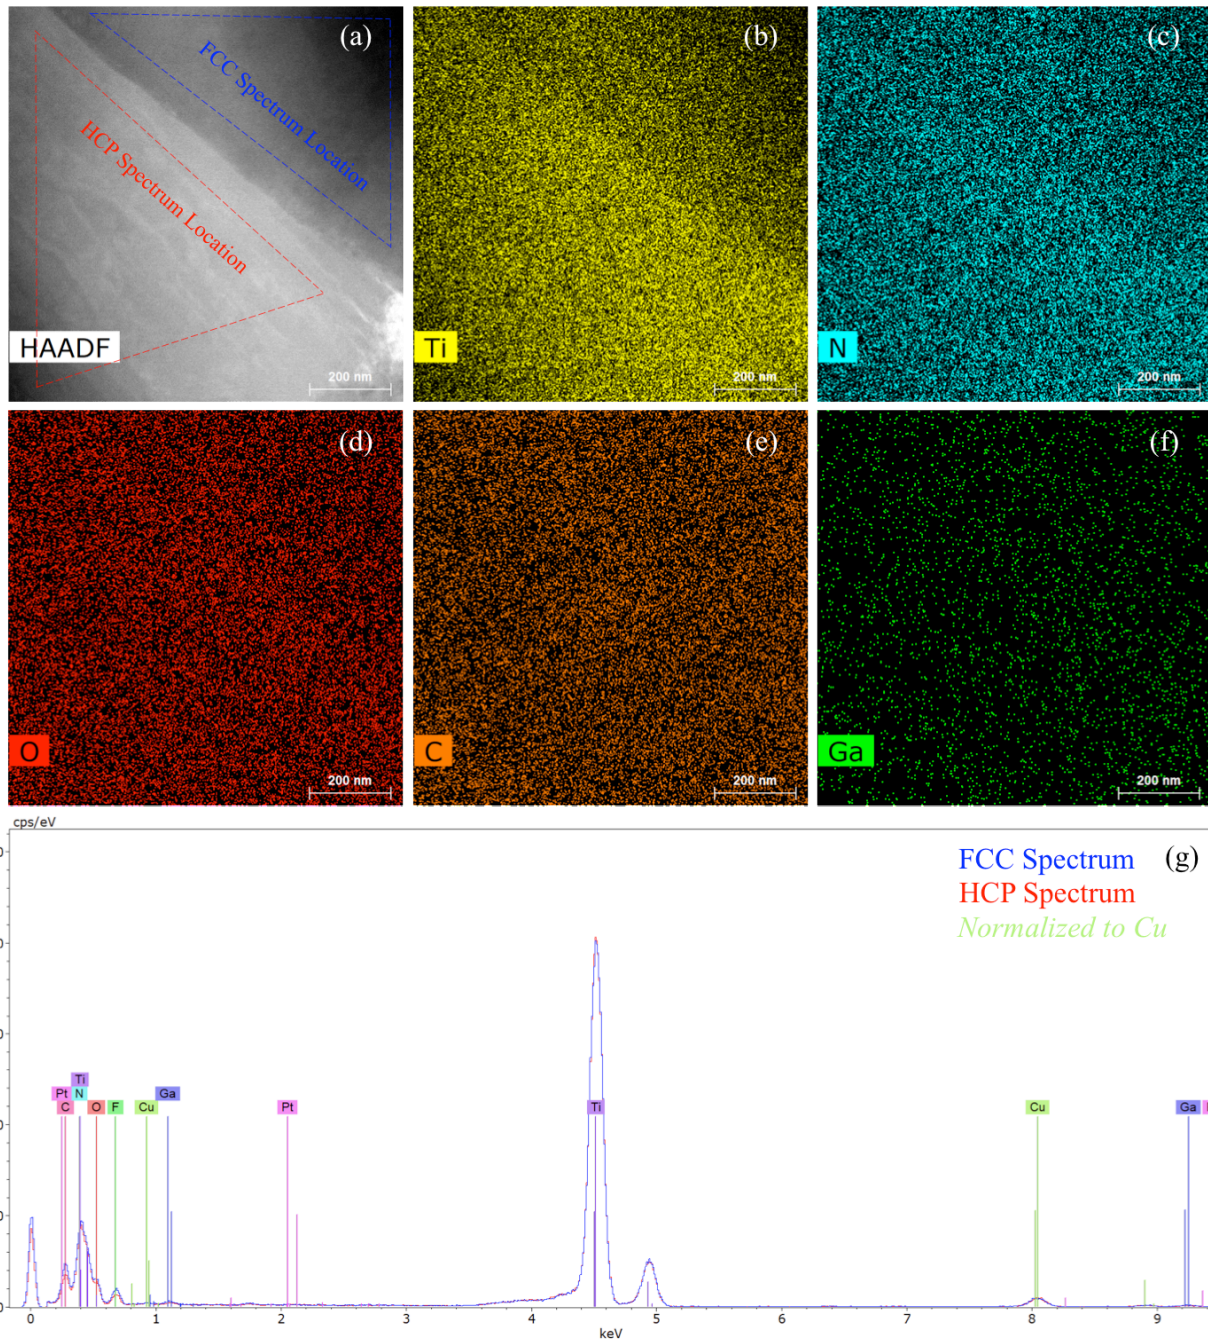 (a)
FCC Spectrum Location
HCP Spectrum Location
HAADF
200 nm
(b)
Ti
200 nm
(c)
N
200 nm
(d)
O
200 nm
(e)
C
200 nm
(f)
Ga
200 nm
cps/eV
FCC Spectrum
(g)
HCP Spectrum
Normalized to Cu
Ti
Pt N Ga
C O F Cu Pt Ti Cu Ga
0 1 2 3 4 5 6 7 8 9
keV